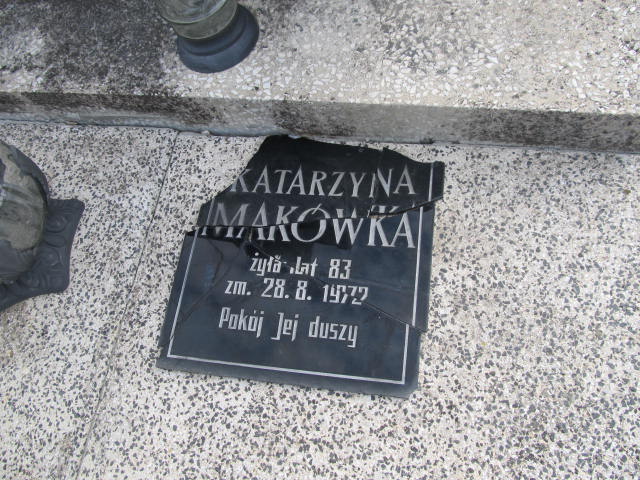 KATARZYNA
MAKÓWKA
żyła lat 83
zm. 28. 8. 1972
Pokój Jej duszy